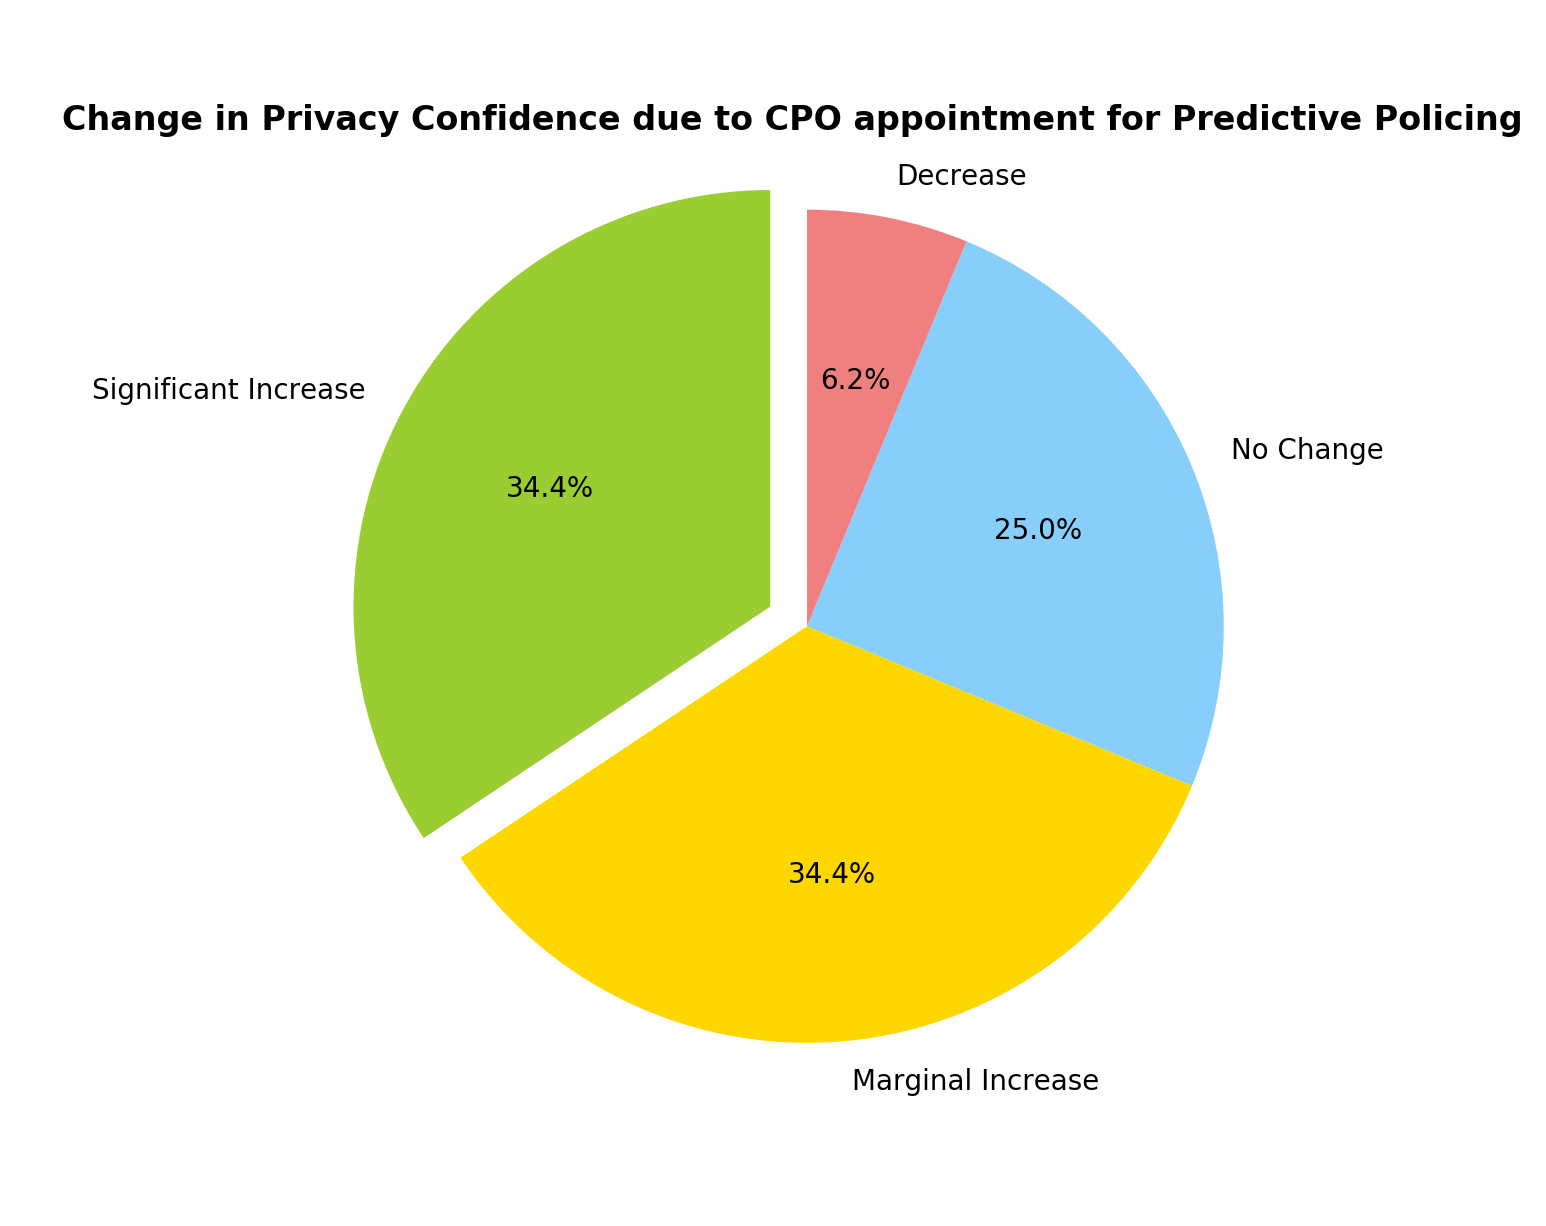 Change in Privacy Confidence due to CPO appointment for Predictive Policing
Decrease
Significant Increase
6.2%
No Change
34.4%
25.0%
34.4%
Marginal Increase